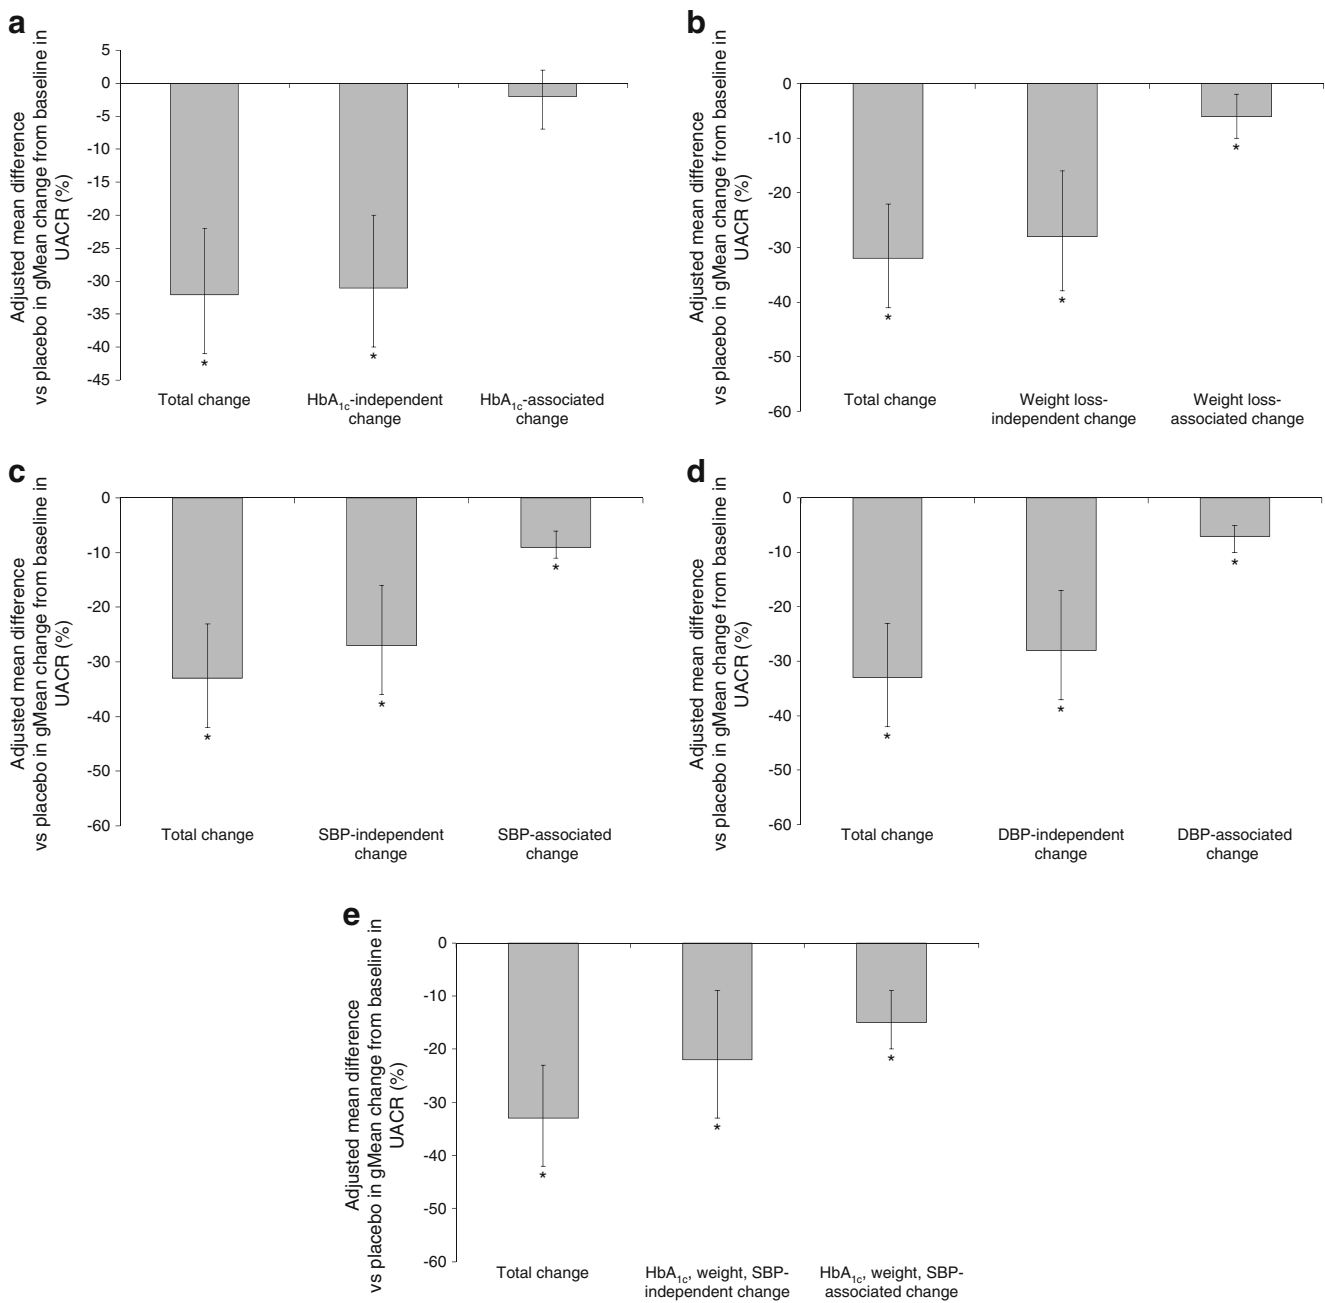 a
Adjusted mean difference
vs placebo in gMean change from baseline in
UACR (%)
5
0
-5
-10
-15
-20
-25
-30
-35
-40
-45
*
*
Total change
HbA1c-independent
change
HbA1c-associated
change
b
Adjusted mean difference
vs placebo in gMean change from baseline in
UACR (%)
0
-10
-20
-30
-40
-50
-60
*
*
*
Total change
Weight loss-
independent change
Weight loss-
associated change
c
Adjusted mean difference
vs placebo in gMean change from baseline in
UACR (%)
0
-10
-20
-30
-40
-50
-60
*
*
*
Total change
SBP-independent
change
SBP-associated
change
d
Adjusted mean difference
vs placebo in gMean change from baseline in
UACR (%)
0
-10
-20
-30
-40
-50
-60
*
*
*
Total change
DBP-independent
change
DBP-associated
change
e
Adjusted mean difference
vs placebo in gMean change from baseline in
UACR (%)
0
-10
-20
-30
-40
-50
-60
*
*
*
Total change
HbA1c, weight, SBP-
independent change
HbA1c, weight, SBP-
associated change